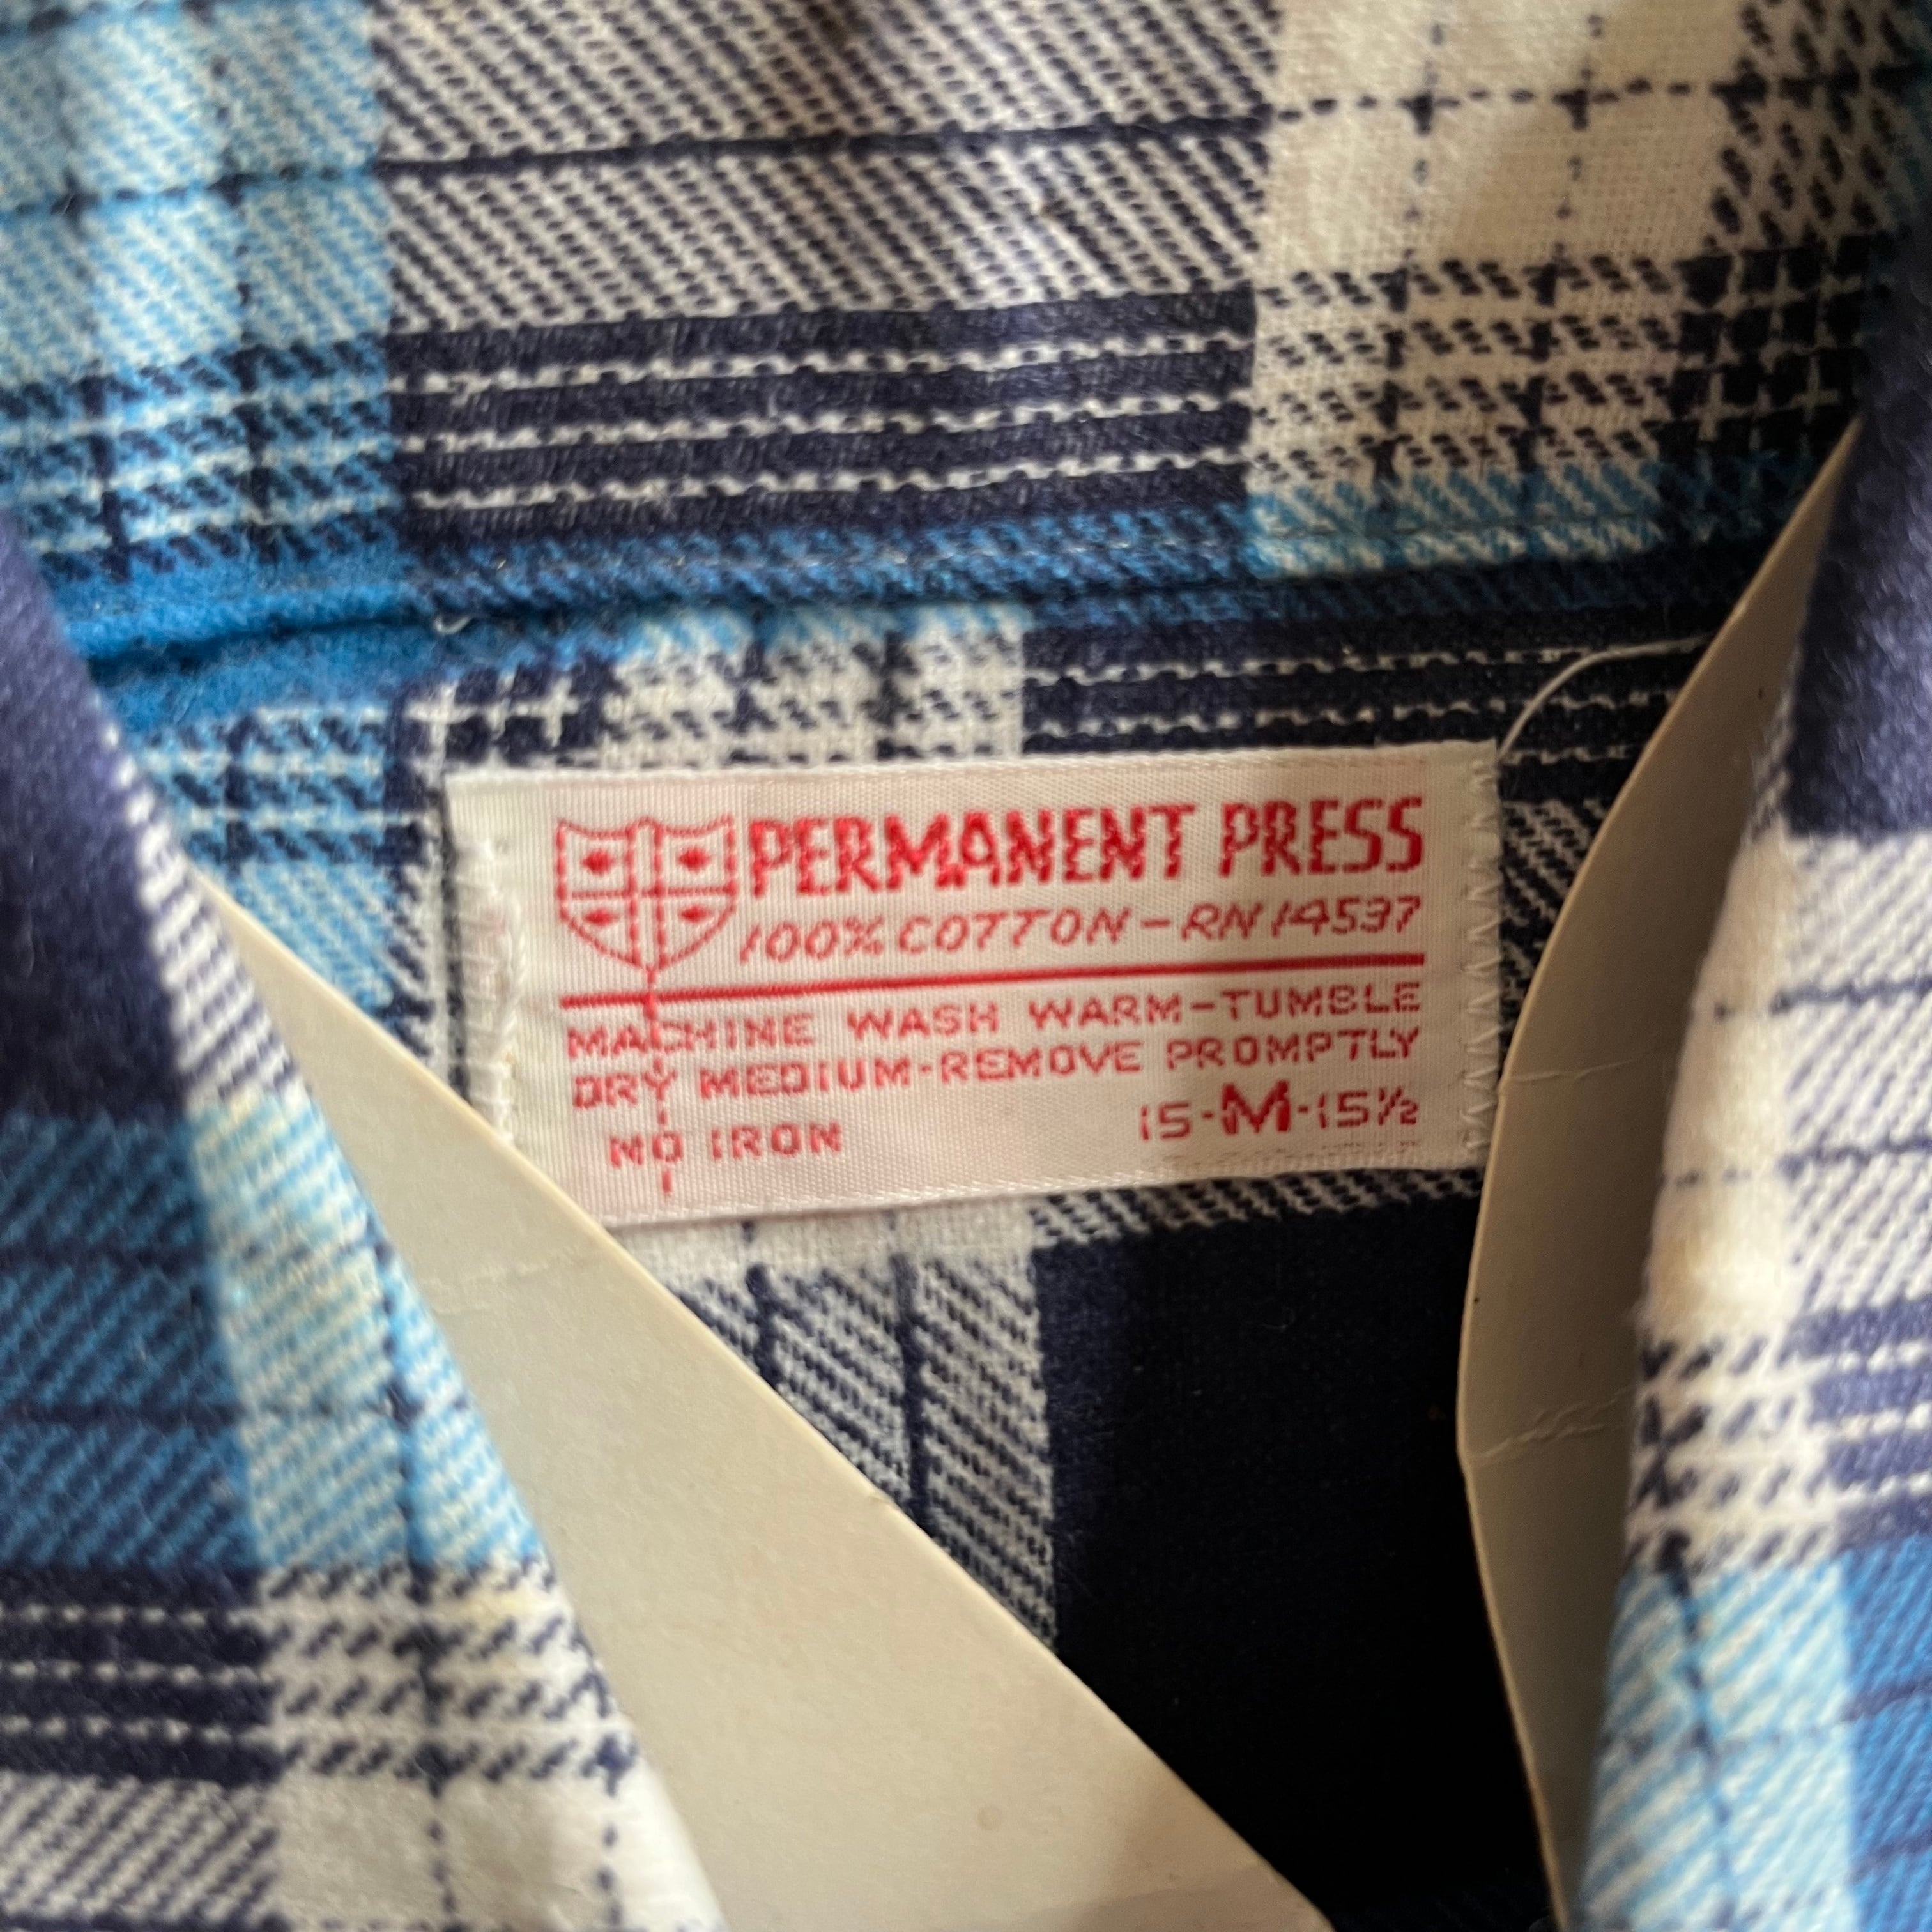 PERMANENT PRESS
100% COTTON - RN 14537
MACHINE WASH WARM-TUMBLE
DRY MEDIUM-REMOVE PROMPTLY
NO IRON 15-M-15½